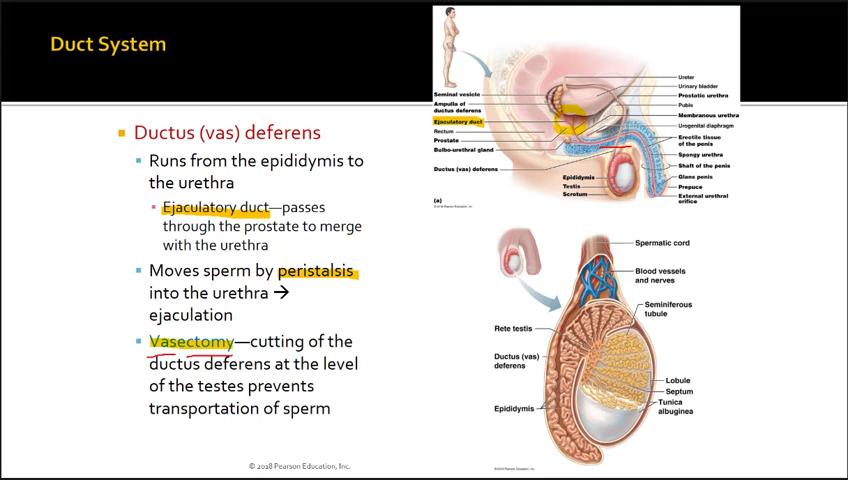 Duct System
Ductus (vas) deferens
Runs from the epididymis to
the urethra
Ejaculatory duct—passes
through the prostate to merge
with the urethra
Moves sperm by peristalsis
into the urethra →
ejaculation
Vasectomy—cutting of the
ductus deferens at the level
of the testes prevents
transportation of sperm
© 2018 Pearson Education, Inc.
Seminal vesicle
Ampulla of
ductus deferens
Ejaculatory duct
Rectum
Prostate
Bulbo-urethral gland
Ductus (vas) deferens
Epididymis
Testis
Scrotum
(a)
Ureter
Urinary bladder
Prostatic urethra
Pubis
Membranous urethra
Urogenital diaphragm
Erectile tissue
of the penis
Spongy urethra
Shaft of the penis
Glans penis
Prepuce
External urethral
orifice
Spermatic cord
Blood vessels
and nerves
Seminiferous
tubule
Rete testis
Ductus (vas)
deferens
Epididymis
Lobule
Septum
Tunica
albuginea